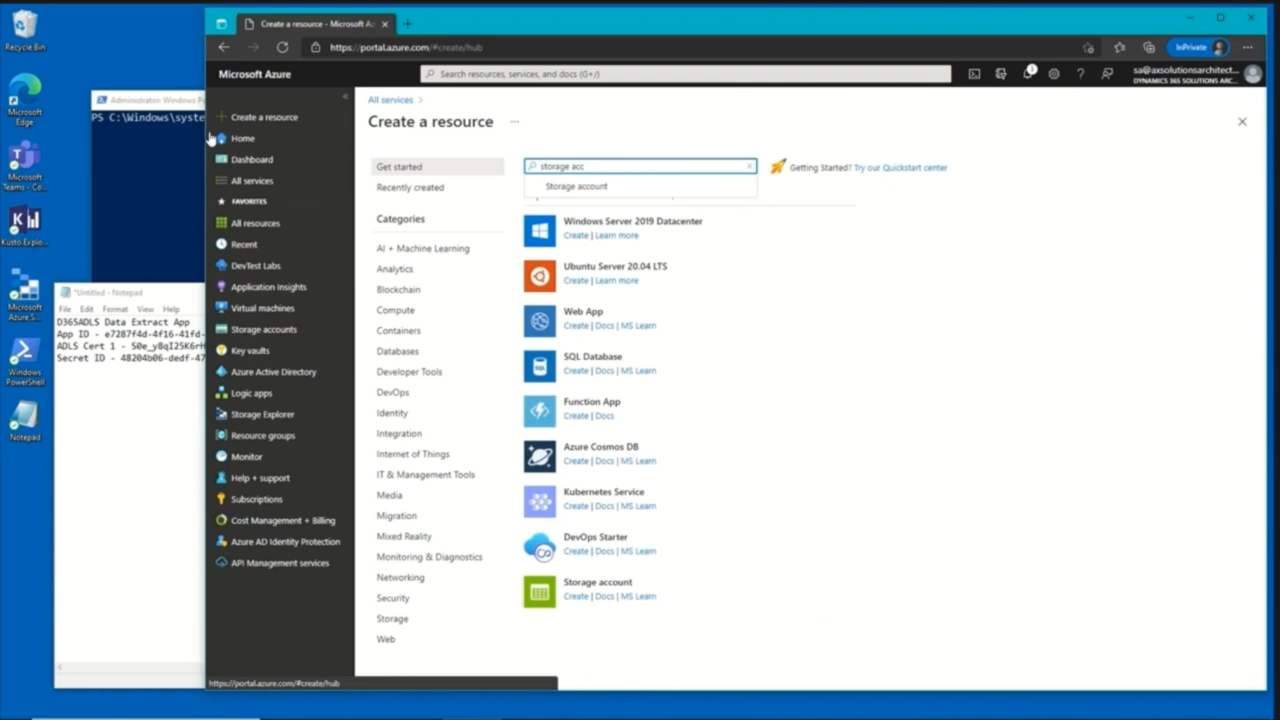 Recycle Bin
Microsoft Edge
Microsoft Teams - Co...
Kusto.Explo...
Microsoft Azure S...
Windows PowerShell
Notepad
Administrator: Windows Po
PS C:\Windows\syste
*Untitled - Notepad
File Edit Format View Help
D365ADLS Data Extract App
App ID - e7287f4d-4f16-41fd-
ADLS Cert 1 -
Secret ID - 48204b06-dedf-47
Create a resource - Microsoft Az
https://portal.azure.com/#create/hub
InPrivate
Microsoft Azure
Search resources, services, and docs (G+/)
1
sa@axsolutionsarchitect...
DYNAMICS 365 SOLUTIONS ARC...
Create a resource
Home
Dashboard
All services
FAVORITES
All resources
Recent
DevTest Labs
Application Insights
Virtual machines
Storage accounts
Key vaults
Azure Active Directory
Logic apps
Storage Explorer
Resource groups
Monitor
Help + support
Subscriptions
Cost Management + Billing
Azure AD Identity Protection
API Management services
https://portal.azure.com/#create/hub
All services >
Create a resource ...
Get started
Recently created
Categories
AI + Machine Learning
Analytics
Blockchain
Compute
Containers
Databases
Developer Tools
DevOps
Identity
Integration
Internet of Things
IT & Management Tools
Media
Migration
Mixed Reality
Monitoring & Diagnostics
Networking
Security
Storage
Web
storage acc
Storage account
Getting Started? Try our Quickstart center
Windows Server 2019 Datacenter
Create | Learn more
Ubuntu Server 20.04 LTS
Create | Learn more
Web App
Create | Docs | MS Learn
SQL Database
Create | Docs | MS Learn
Function App
Create | Docs
Azure Cosmos DB
Create | Docs | MS Learn
Kubernetes Service
Create | Docs | MS Learn
DevOps Starter
Create | Docs | MS Learn
Storage account
Create | Docs | MS Learn